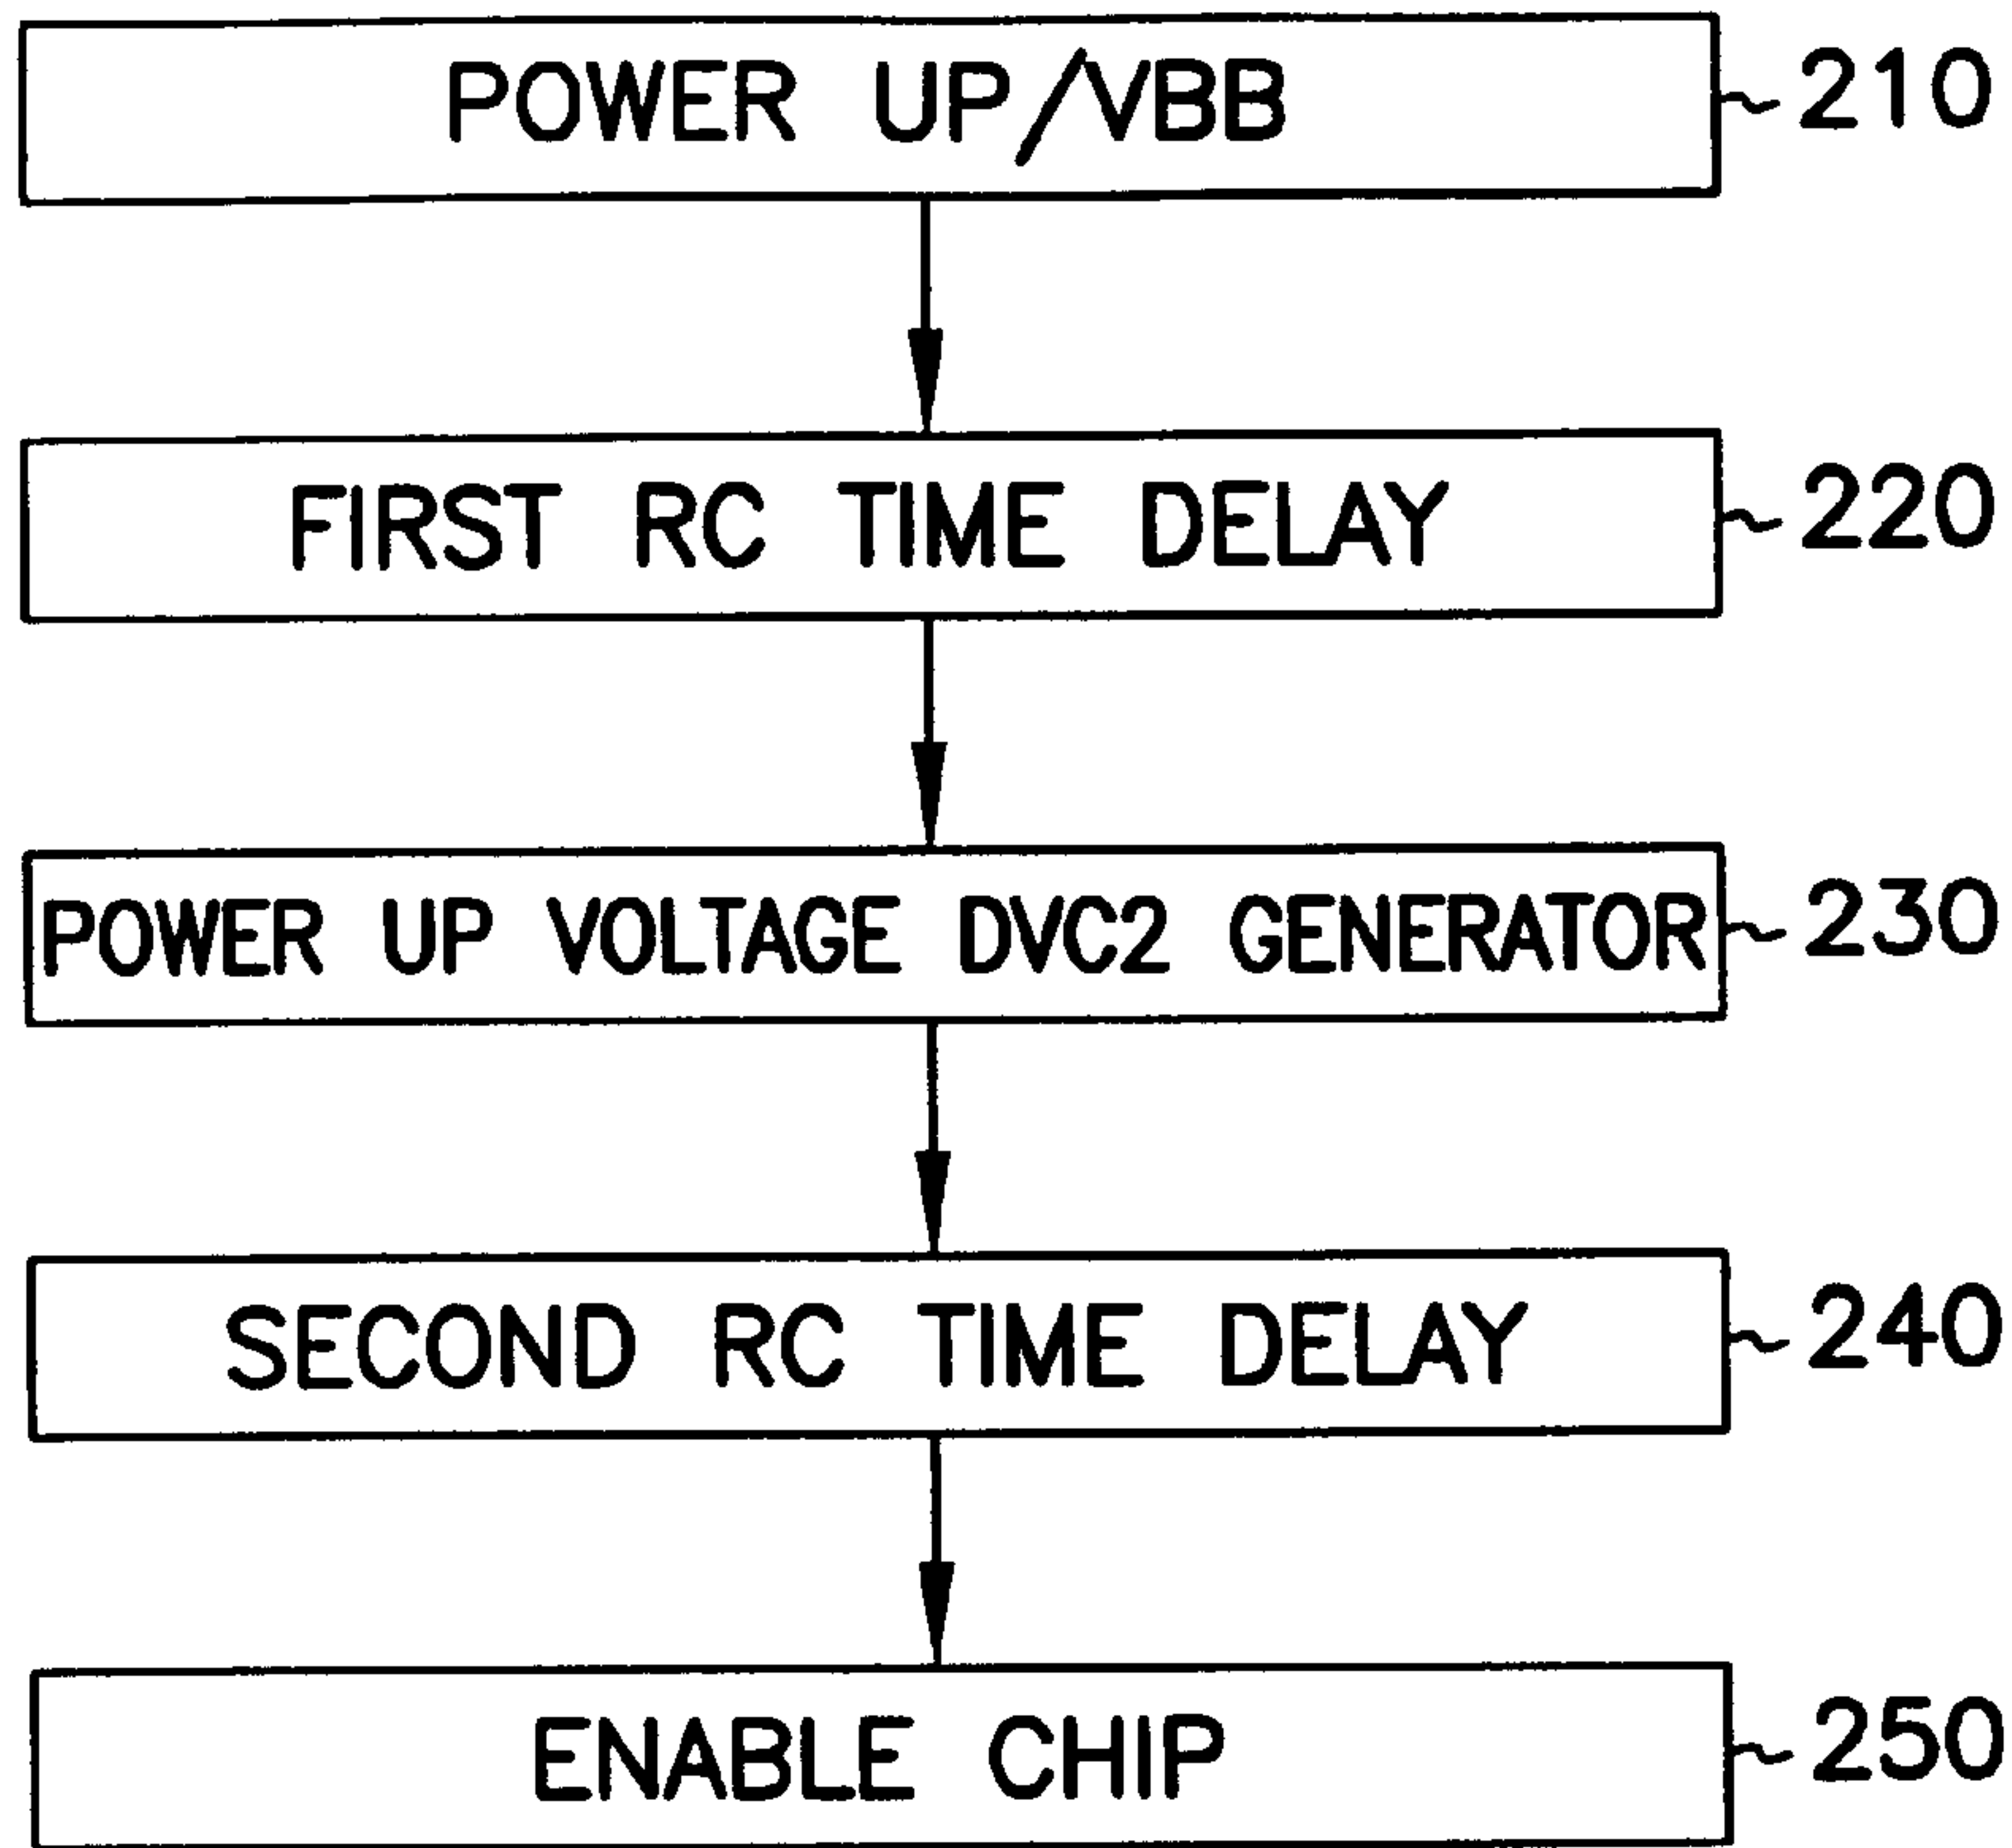 POWER UP/VBB 210
FIRST RC TIME DELAY 220
POWER UP VOLTAGE DVC2 GENERATOR 230
SECOND RC TIME DELAY 240
ENABLE CHIP 250